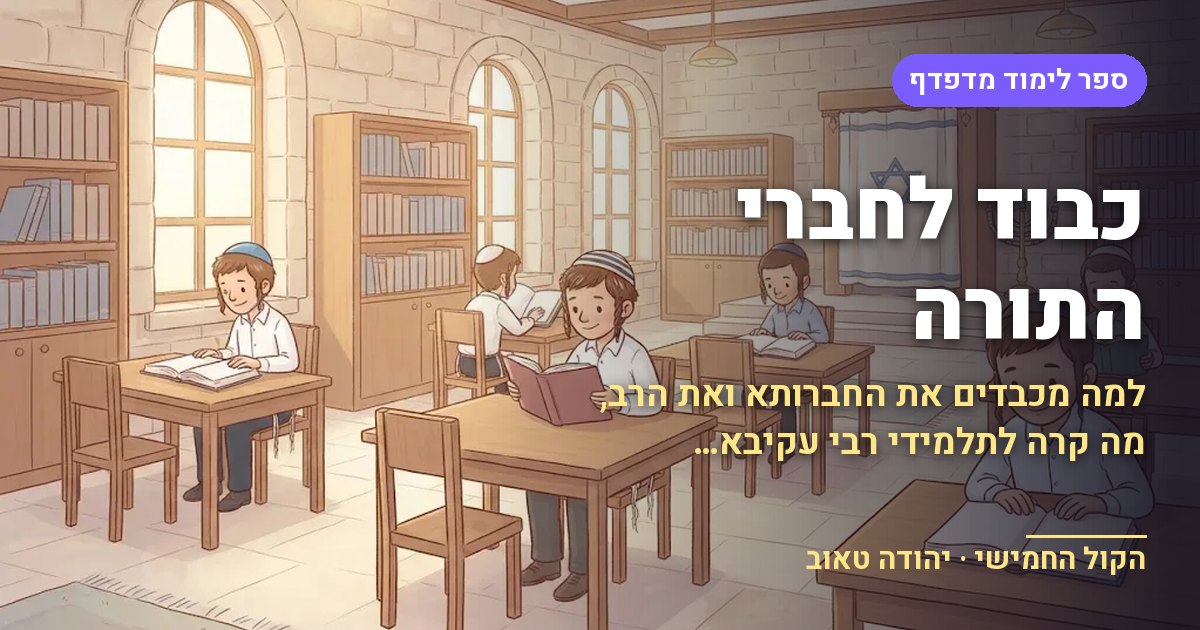 ספר לימוד מדפדף
כבוד לחברי
התורה
למה מכבדים את החברותא ואת הרב,
מה קרה לתלמידי רבי עקיבא...
הקול החמישי · יהודה טאוב